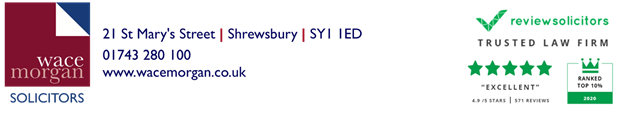 wace
morgan
SOLICITORS
21 St Mary's Street | Shrewsbury | SY1 1ED
01743 280 100
www.wacemorgan.co.uk
reviewsolicitors
TRUSTED LAW FIRM
"EXCELLENT"
4.9 /5 STARS | 571 REVIEWS
RANKED
TOP 10%
2020